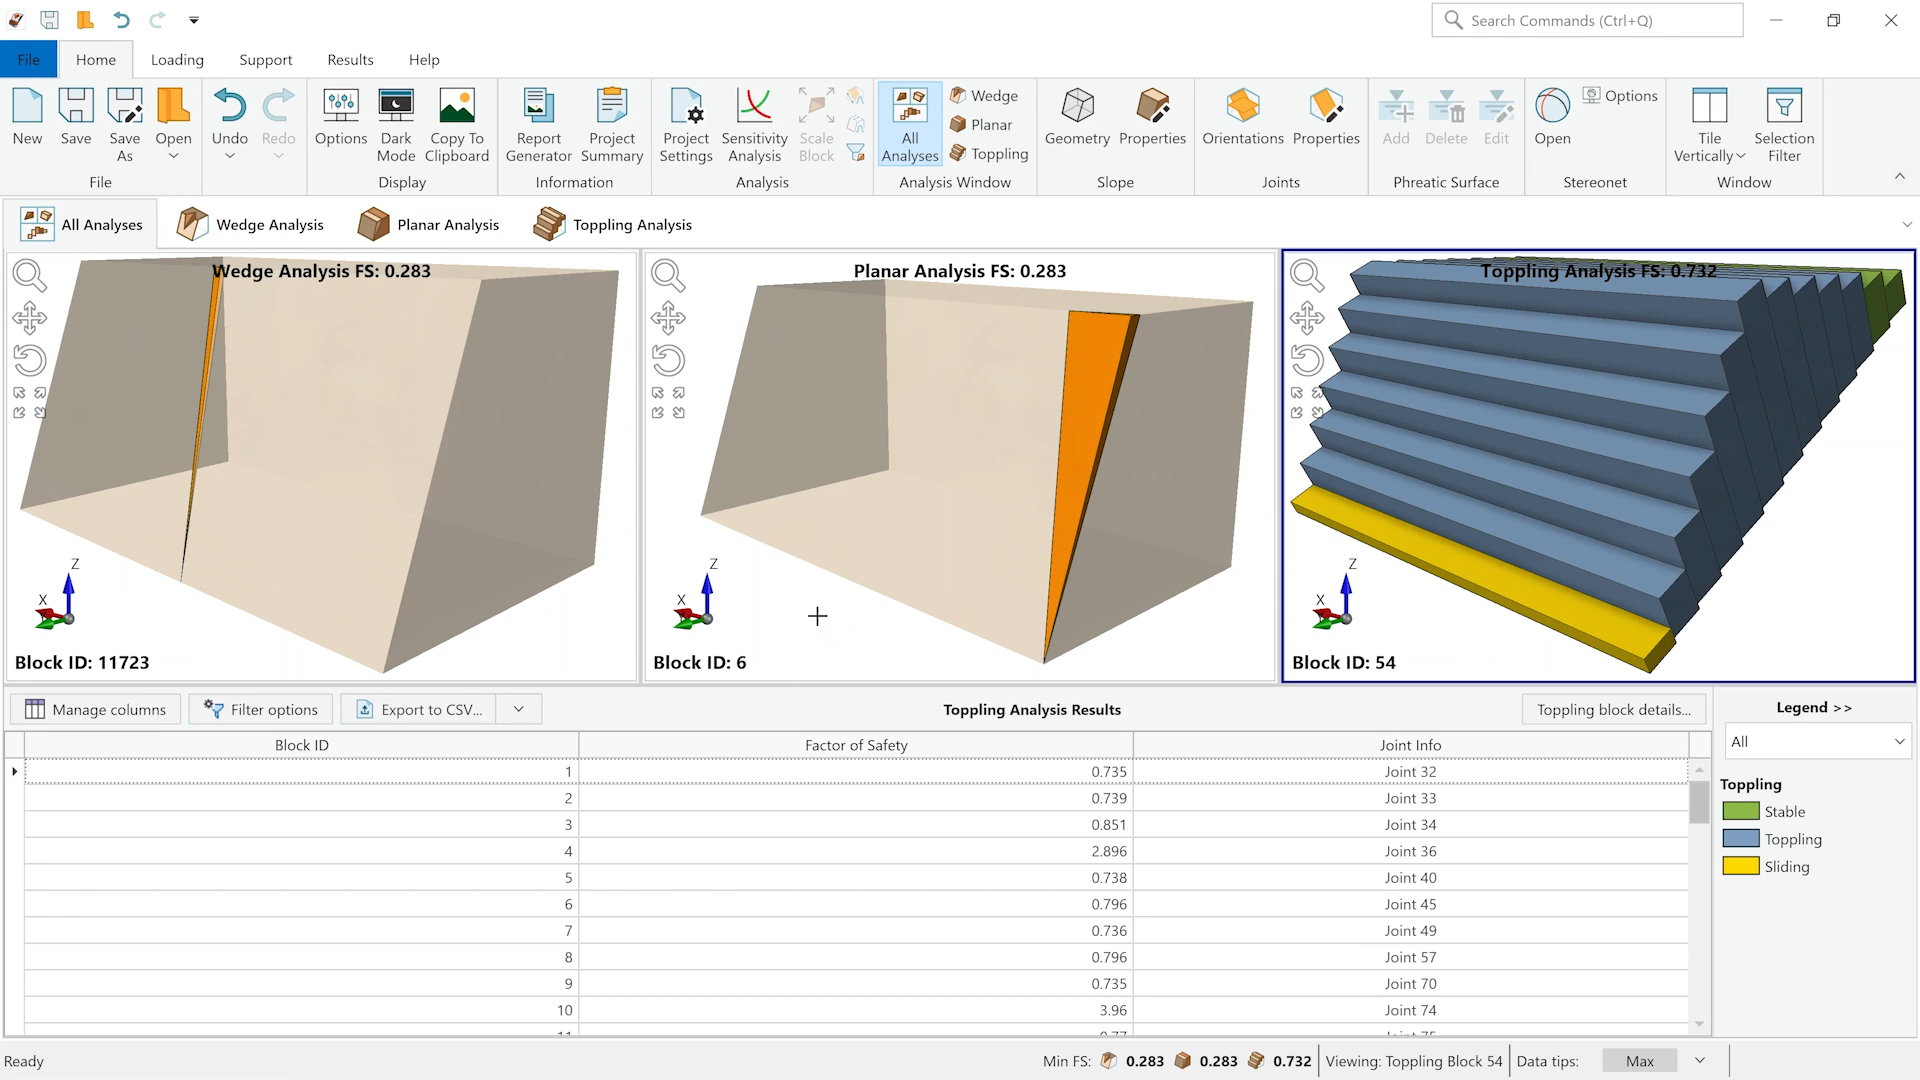 Search Commands (Ctrl+Q)
File
Home
Loading
Support
Results
Help
New
Save
Save As
Open
Undo
Redo
Options
Dark Mode
Copy To Clipboard
Report Generator
Project Summary
Project Settings
Sensitivity Analysis
Scale Block
All Analyses
Wedge
Planar
Toppling
Geometry
Properties
Orientations
Properties
Add
Delete
Edit
Open
Options
Tile Vertically
Selection Filter
File
Display
Information
Analysis
Analysis Window
Slope
Joints
Phreatic Surface
Stereonet
Window
All Analyses
Wedge Analysis
Planar Analysis
Toppling Analysis
Wedge Analysis FS: 0.283
Z
X
Block ID: 11723
Planar Analysis FS: 0.283
Z
X
Block ID: 6
Toppling Analysis FS: 0.732
Z
X
Block ID: 54
Manage columns
Filter options
Export to CSV...
Toppling Analysis Results
Toppling block details...
Block ID Factor of Safety Joint Info
1 0.735 Joint 32
2 0.739 Joint 33
3 0.851 Joint 34
4 2.896 Joint 36
5 0.738 Joint 40
6 0.796 Joint 45
7 0.736 Joint 49
8 0.796 Joint 57
9 0.735 Joint 70
10 3.96 Joint 74
Legend >>
All
Toppling
Stable
Toppling
Sliding
Ready
Min FS: 0.283 0.283 0.732 Viewing: Toppling Block 54 Data tips: Max